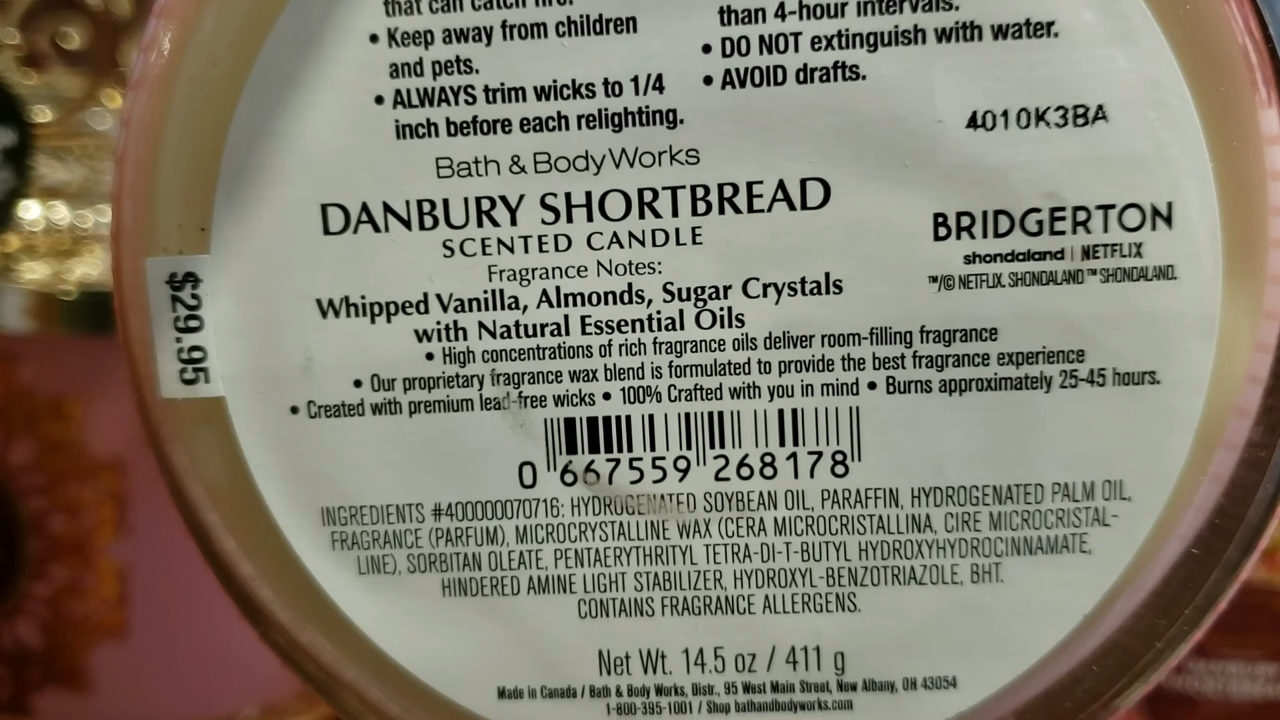 that can catch fire.
• Keep away from children
and pets.
• ALWAYS trim wicks to 1/4
inch before each relighting.
than 4-hour intervals.
• DO NOT extinguish with water.
• AVOID drafts.
4010K3BA
Bath & Body Works
DANBURY SHORTBREAD
SCENTED CANDLE
Fragrance Notes:
Whipped Vanilla, Almonds, Sugar Crystals
with Natural Essential Oils
BRIDGERTON
shondaland | NETFLIX
™/© NETFLIX. SHONDALAND ™ SHONDALAND.
$29.95
• High concentrations of rich fragrance oils deliver room-filling fragrance
• Our proprietary fragrance wax blend is formulated to provide the best fragrance experience
• Created with premium lead-free wicks • 100% Crafted with you in mind • Burns approximately 25-45 hours.
0 667559 268178
INGREDIENTS #400000070716: HYDROGENATED SOYBEAN OIL, PARAFFIN, HYDROGENATED PALM OIL,
FRAGRANCE (PARFUM), MICROCRYSTALLINE WAX (CERA MICROCRISTALLINA, CIRE MICROCRISTAL-
LINE), SORBITAN OLEATE, PENTAERYTHRITYL TETRA-DI-T-BUTYL HYDROXYHYDROCINNAMATE,
HINDERED AMINE LIGHT STABILIZER, HYDROXYL-BENZOTRIAZOLE, BHT.
CONTAINS FRAGRANCE ALLERGENS.
Net Wt. 14.5 oz / 411 g
Made in Canada / Bath & Body Works, Distr., 95 West Main Street, New Albany, OH 43054
1-800-395-1001 / Shop bathandbodyworks.com